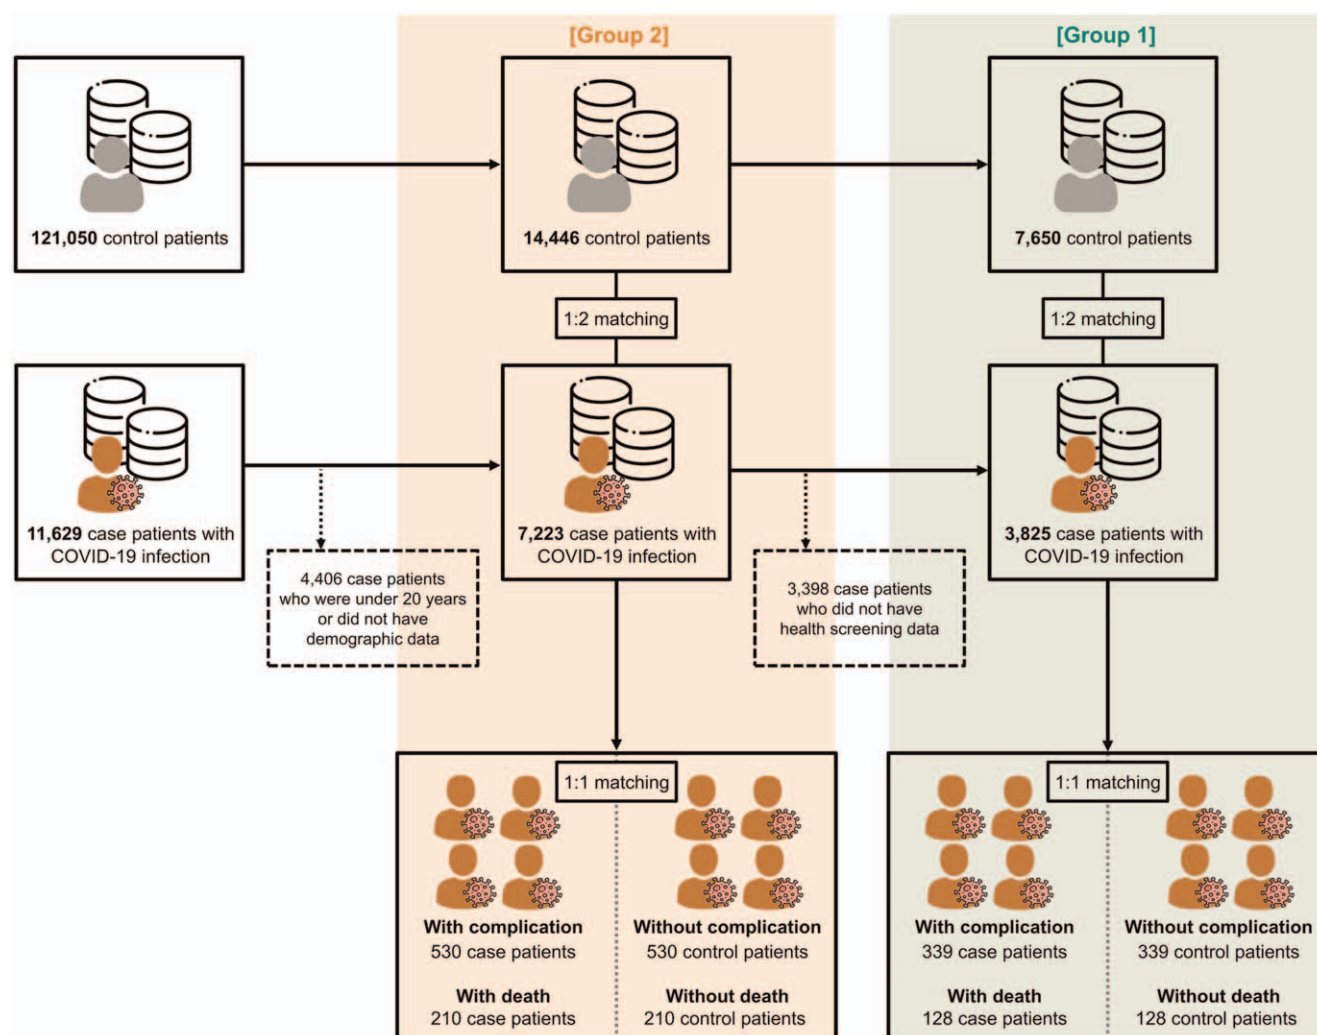 [Group 2]
[Group 1]
121,050 control patients
14,446 control patients
7,650 control patients
1:2 matching
1:2 matching
11,629 case patients with
COVID-19 infection
7,223 case patients with
COVID-19 infection
3,825 case patients with
COVID-19 infection
4,406 case patients
who were under 20 years
or did not have
demographic data
3,398 case patients
who did not have
health screening data
1:1 matching
With complication
530 case patients
Without complication
530 control patients
With death
210 case patients
Without death
210 control patients
1:1 matching
With complication
339 case patients
Without complication
339 control patients
With death
128 case patients
Without death
128 control patients